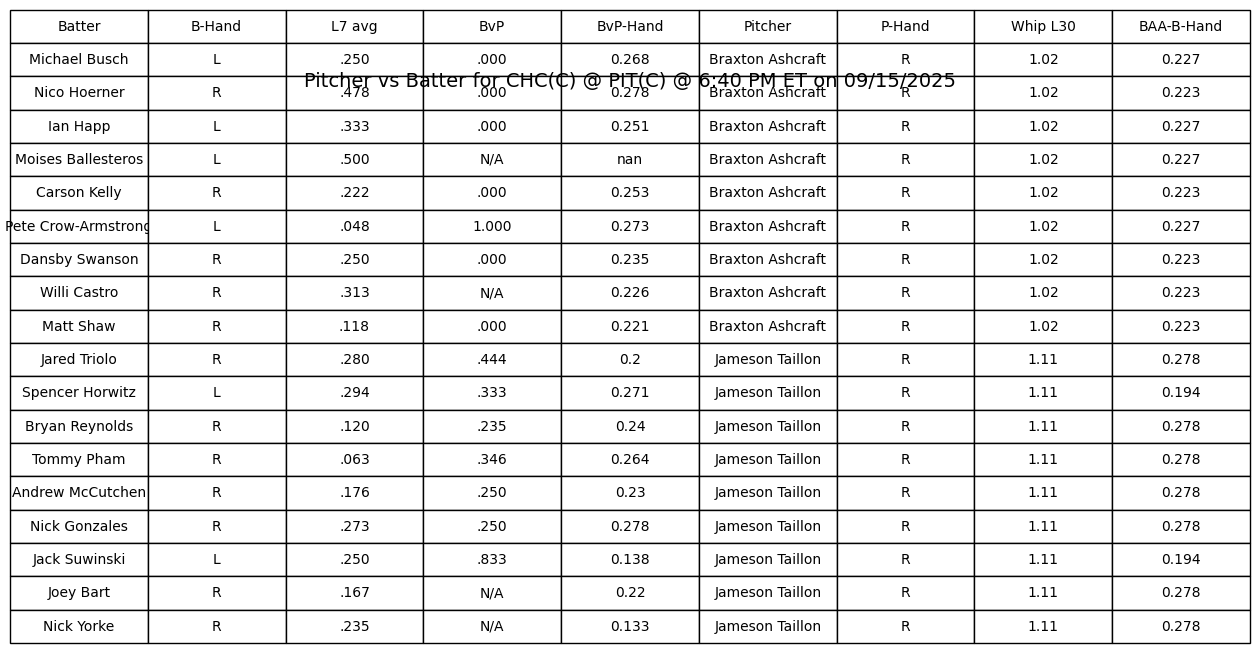 Batter B-Hand L7 avg BvP BvP-Hand Pitcher P-Hand Whip L30 BAA-B-Hand
Michael Busch L .250 .000 0.268 Braxton Ashcraft R 1.02 0.227
Pitcher vs Batter for CHC(C) @ PIT(C) @ 6:40 PM ET on 09/15/2025
Nico Hoerner R .478 .000 0.278 Braxton Ashcraft R 1.02 0.223
Ian Happ L .333 .000 0.251 Braxton Ashcraft R 1.02 0.227
Moises Ballesteros L .500 N/A nan Braxton Ashcraft R 1.02 0.227
Carson Kelly R .222 .000 0.253 Braxton Ashcraft R 1.02 0.223
Pete Crow-Armstrong L .048 1.000 0.273 Braxton Ashcraft R 1.02 0.227
Dansby Swanson R .250 .000 0.235 Braxton Ashcraft R 1.02 0.223
Willi Castro R .313 N/A 0.226 Braxton Ashcraft R 1.02 0.223
Matt Shaw R .118 .000 0.221 Braxton Ashcraft R 1.02 0.223
Jared Triolo R .280 .444 0.2 Jameson Taillon R 1.11 0.278
Spencer Horwitz L .294 .333 0.271 Jameson Taillon R 1.11 0.194
Bryan Reynolds R .120 .235 0.24 Jameson Taillon R 1.11 0.278
Tommy Pham R .063 .346 0.264 Jameson Taillon R 1.11 0.278
Andrew McCutchen R .176 .250 0.23 Jameson Taillon R 1.11 0.278
Nick Gonzales R .273 .250 0.278 Jameson Taillon R 1.11 0.278
Jack Suwinski L .250 .833 0.138 Jameson Taillon R 1.11 0.194
Joey Bart R .167 N/A 0.22 Jameson Taillon R 1.11 0.278
Nick Yorke R .235 N/A 0.133 Jameson Taillon R 1.11 0.278